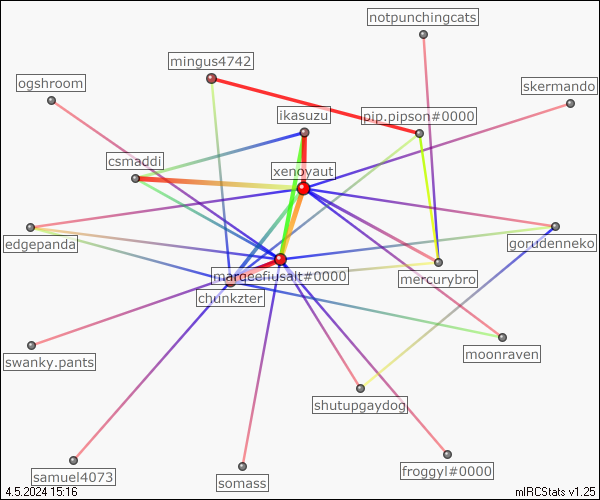 notpunchingcats
mingus4742
ogshroom
skermando
ikasuzu
pip.pipson#0000
csmaddi
xenoyaut
edgepanda
gorudenneko
margeefiusalt#0000
mercurybro
chunkzter
swanky.pants
moonraven
shutupgaydog
samuel4073
somass
froggyl#0000
4.5.2024 15:16
mIRCStats v1.25